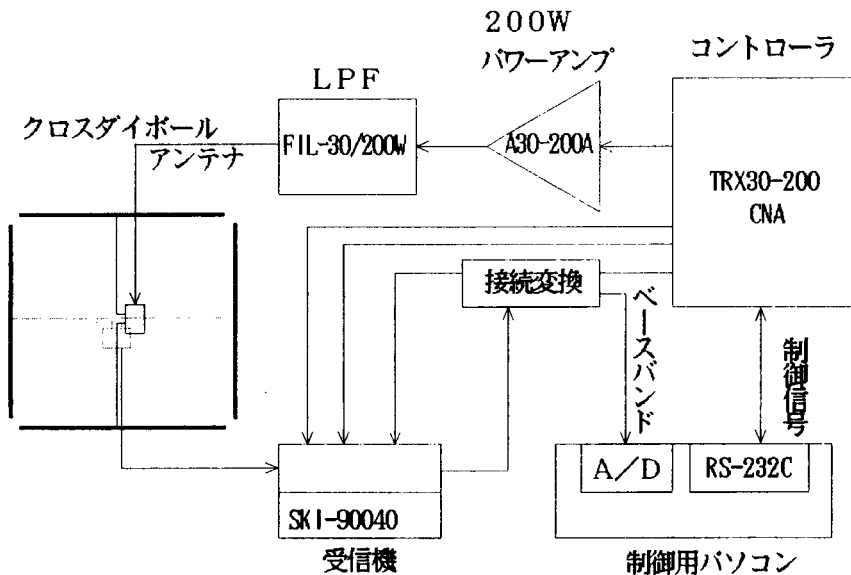 200W
パワーアンプ
コントローラ
LPF
クロスダイポール
アンテナ
FIL-30/200W
A30-200A
TRX30-200
CNA
接続変換
ベースバンド
制御信号
A/D
RS-232C
SKI-90040
受信機
制御用パソコン